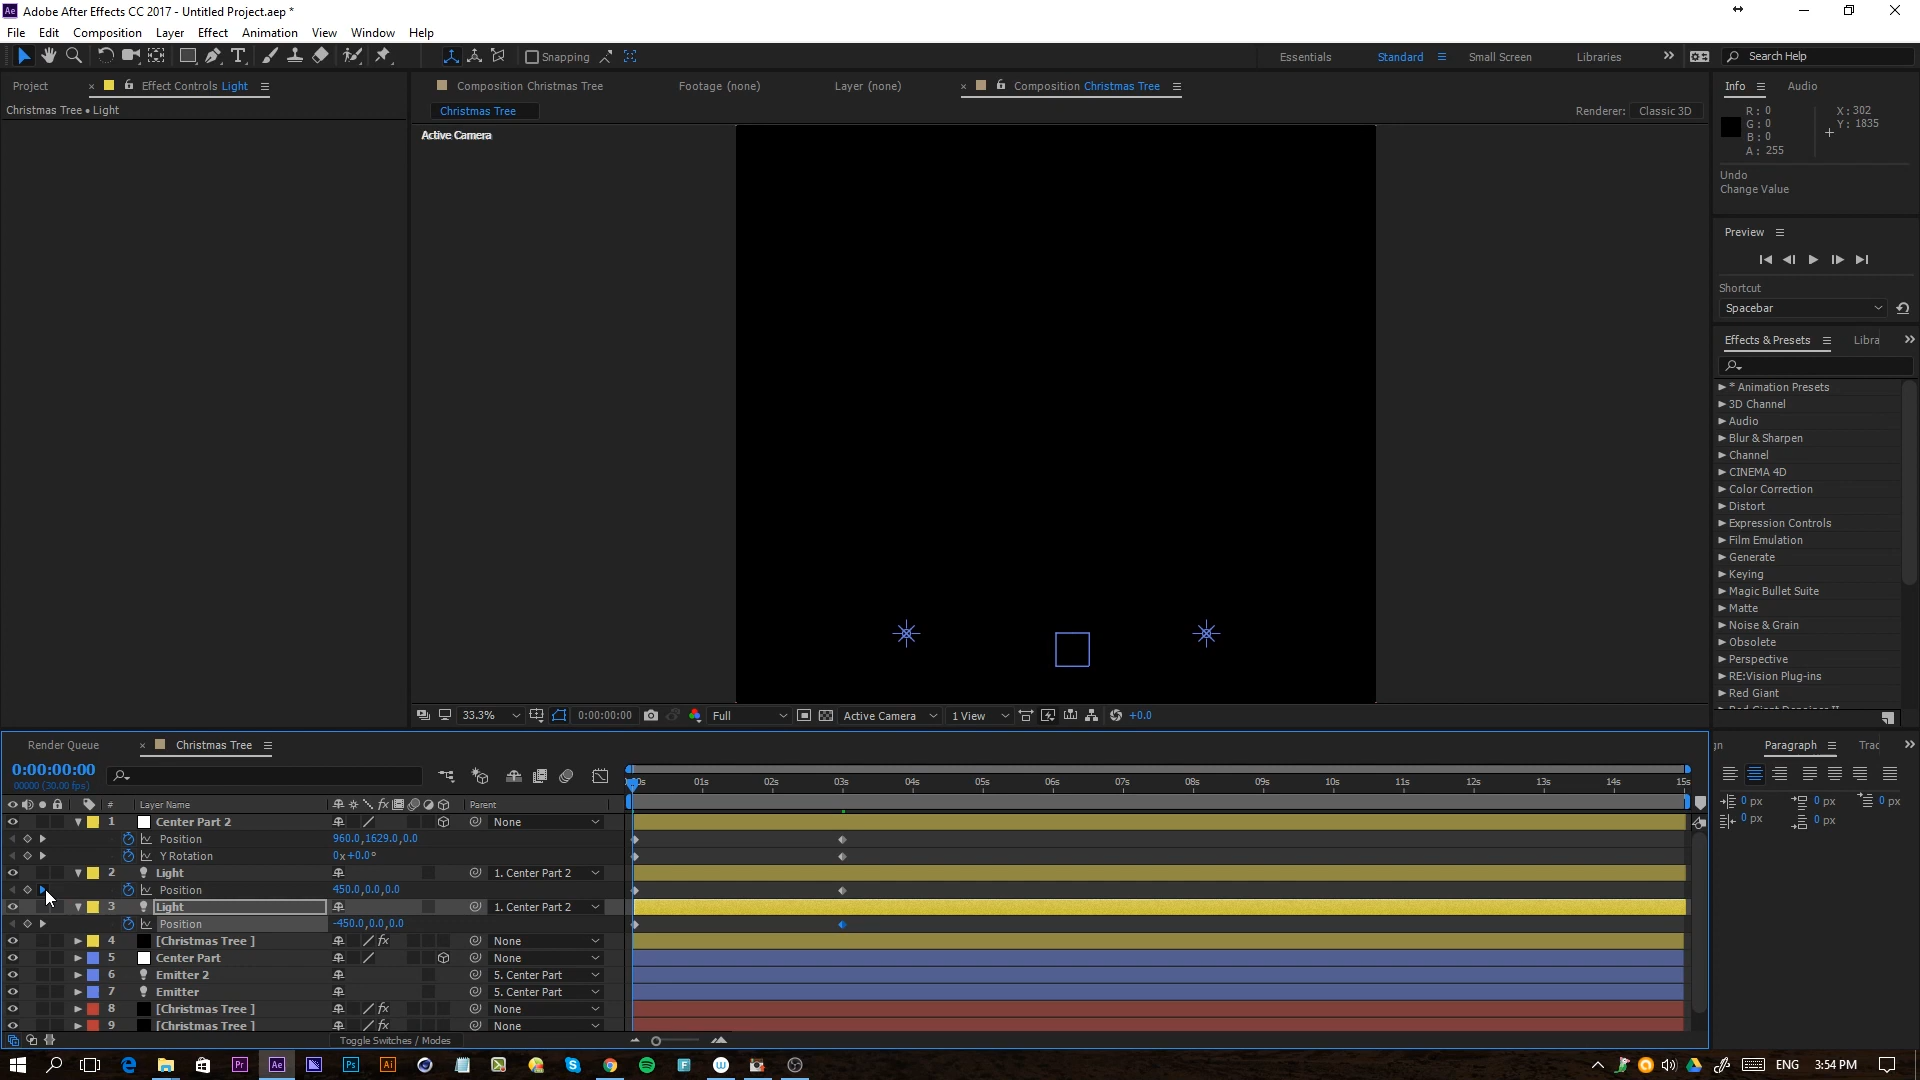 Adobe After Effects CC 2017 - Untitled Project.aep *
File Edit Composition Layer Effect Animation View Window Help
Snapping Essentials Standard Small Screen Libraries Search Help
Project Effect Controls Light
Christmas Tree • Light
Composition Christmas Tree Footage (none) Layer (none) Composition Christmas Tree
Christmas Tree Renderer: Classic 3D
Active Camera
Info Audio
R: 0 X: 302
G: 0 Y: 1835
B: 0
A: 255
Undo
Change Value
Preview
Shortcut
Spacebar
Effects & Presets Libra
* Animation Presets
3D Channel
Audio
Blur & Sharpen
Channel
CINEMA 4D
Color Correction
Distort
Expression Controls
Film Emulation
Generate
Keying
Magic Bullet Suite
Matte
Noise & Grain
Obsolete
Perspective
RE:Vision Plug-ins
Red Giant
33.3% 0:00:00:00 Full Active Camera 1 View +0.0
Render Queue Christmas Tree
0:00:00:00
00000 (30.00 fps)
01s 02s 03s 04s 05s 06s 07s 08s 09s 10s 11s 12s 13s 14s 15s
# Layer Name Parent
1 Center Part 2 None
Position 960.0,1629.0,0.0
Y Rotation 0x+0.0°
2 Light 1. Center Part 2
Position 450.0,0.0,0.0
3 Light 1. Center Part 2
Position -450.0,0.0,0.0
4 [Christmas Tree ] None
5 Center Part None
6 Emitter 2 5. Center Part
7 Emitter 5. Center Part
8 [Christmas Tree ] None
9 [Christmas Tree ] None
Toggle Switches / Modes
Paragraph Trac
0 px 0 px 0 px
0 px 0 px
ENG 3:54 PM